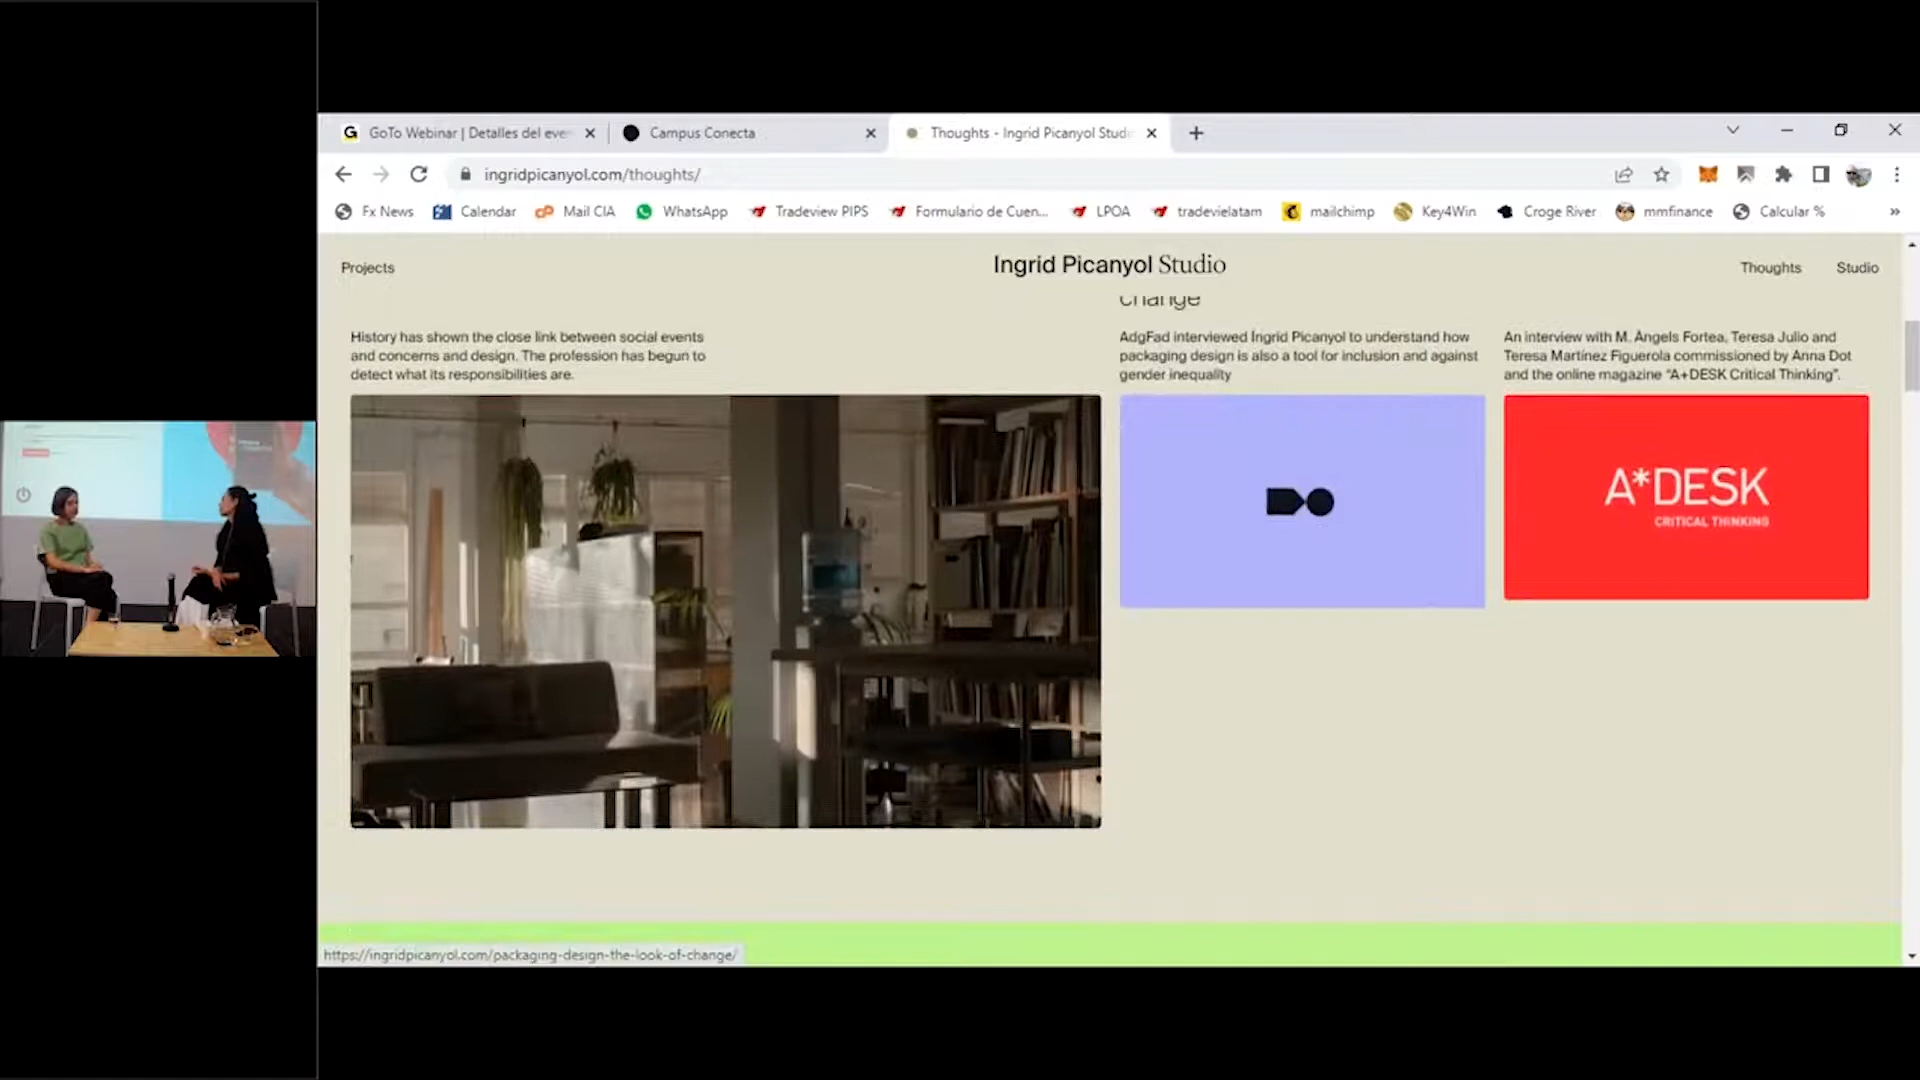 GoTo Webinar | Detalles del eve
Campus Conecta
Thoughts - Ingrid Picanyol Studi
ingridpicanyol.com/thoughts/
Fx News
Calendar
Mail CIA
WhatsApp
Tradeview PIPS
Formulario de Cuen...
LPOA
tradevielatam
mailchimp
Key4Win
Croge River
mmfinance
Calcular %
»
Projects
Ingrid Picanyol Studio
Thoughts
Studio
change
History has shown the close link between social events
and concerns and design. The profession has begun to
detect what its responsibilities are.
AdgFad interviewed Ingrid Picanyol to understand how
packaging design is also a tool for inclusion and against
gender inequality
An interview with M. Àngels Fortea, Teresa Julio and
Teresa Martínez Figuerola commissioned by Anna Dot
and the online magazine “A+DESK Critical Thinking”.
A*DESK
CRITICAL THINKING
https://ingridpicanyol.com/packaging-design-the-look-of-change/